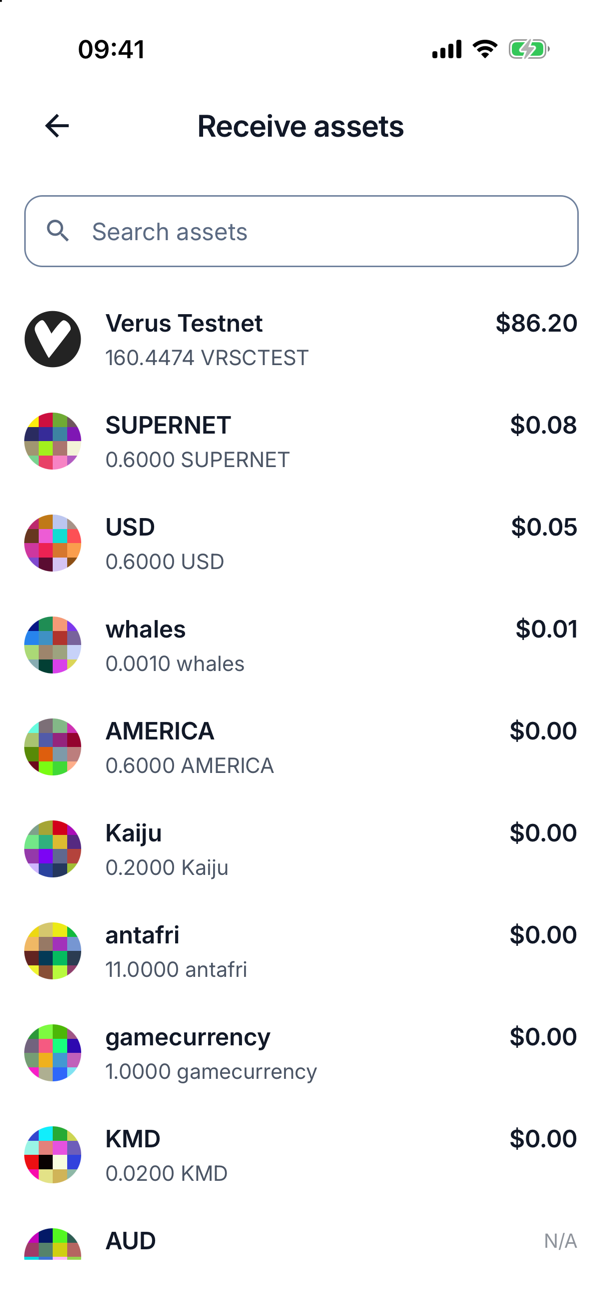 09:41
Receive assets
Search assets
Verus Testnet $86.20
160.4474 VRSCTEST
SUPERNET $0.08
0.6000 SUPERNET
USD $0.05
0.6000 USD
whales $0.01
0.0010 whales
AMERICA $0.00
0.6000 AMERICA
Kaiju $0.00
0.2000 Kaiju
antafri $0.00
11.0000 antafri
gamecurrency $0.00
1.0000 gamecurrency
KMD $0.00
0.0200 KMD
AUD N/A